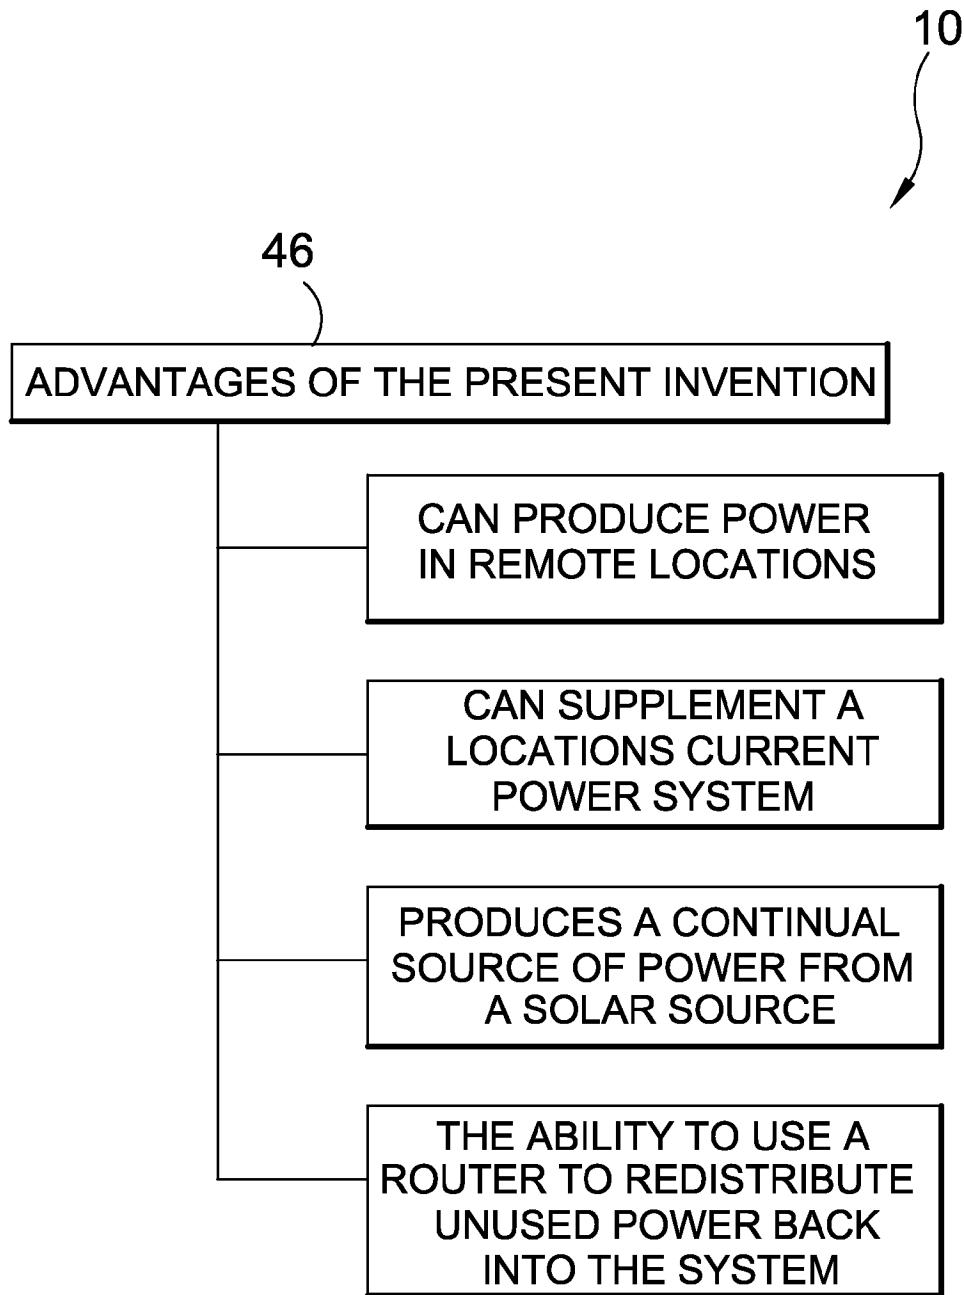 10
46
ADVANTAGES OF THE PRESENT INVENTION
CAN PRODUCE POWER
IN REMOTE LOCATIONS
CAN SUPPLEMENT A
LOCATIONS CURRENT
POWER SYSTEM
PRODUCES A CONTINUAL
SOURCE OF POWER FROM
A SOLAR SOURCE
THE ABILITY TO USE A
ROUTER TO REDISTRIBUTE
UNUSED POWER BACK
INTO THE SYSTEM